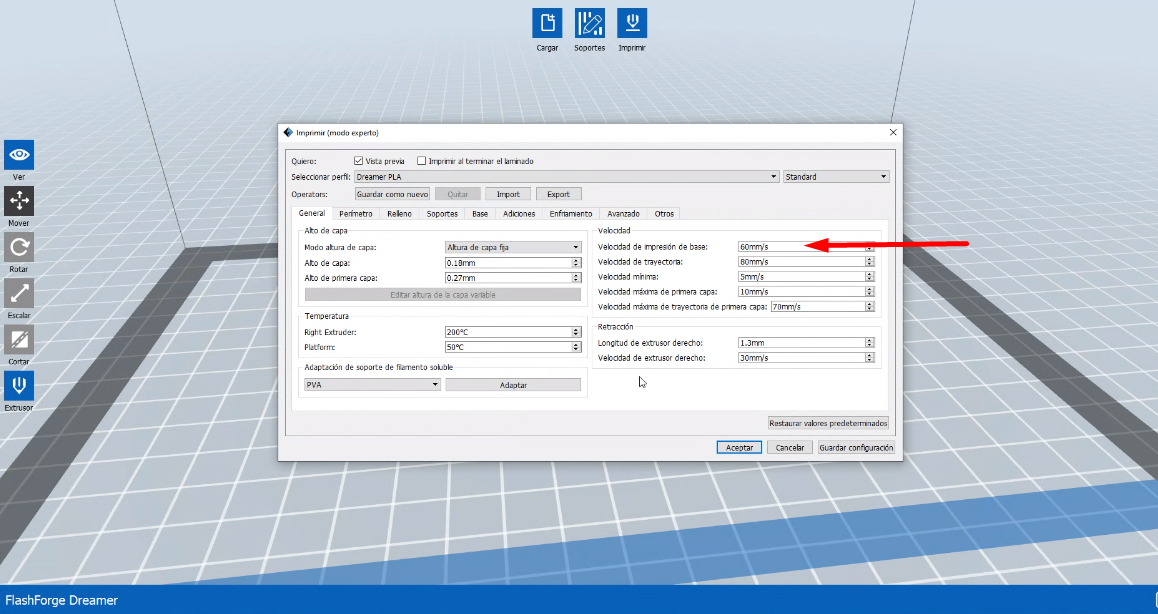 Cargar Soportes Imprimir
Ver
Mover
Rotar
Escalar
Cortar
Extrusor
Imprimir (modo experto)
Quiero: Vista previa Imprimir al terminar el laminado
Seleccionar perfil: Dreamer PLA Standard
Operators: Guardar como nuevo Quitar Import Export
General Perímetro Relleno Soportes Base Adiciones Enframiento Avanzado Otros
Alto de capa
Modo altura de capa: Altura de capa fija
Alto de capa: 0.18mm
Alto de primera capa: 0.27mm
Editar altura de la capa variable
Temperatura
Right Extruder: 200°C
Platform: 50°C
Adaptación de soporte de filamento soluble
PVA Adaptar
Velocidad
Velocidad de impresión de base: 60mm/s
Velocidad de trayectoria: 80mm/s
Velocidad mínima: 5mm/s
Velocidad máxima de primera capa: 10mm/s
Velocidad máxima de trayectoria de primera capa: 70mm/s
Retracción
Longitud de extrusor derecho: 1.3mm
Velocidad de extrusor derecho: 30mm/s
Restaurar valores predeterminados
Aceptar Cancelar Guardar configuración
FlashForge Dreamer